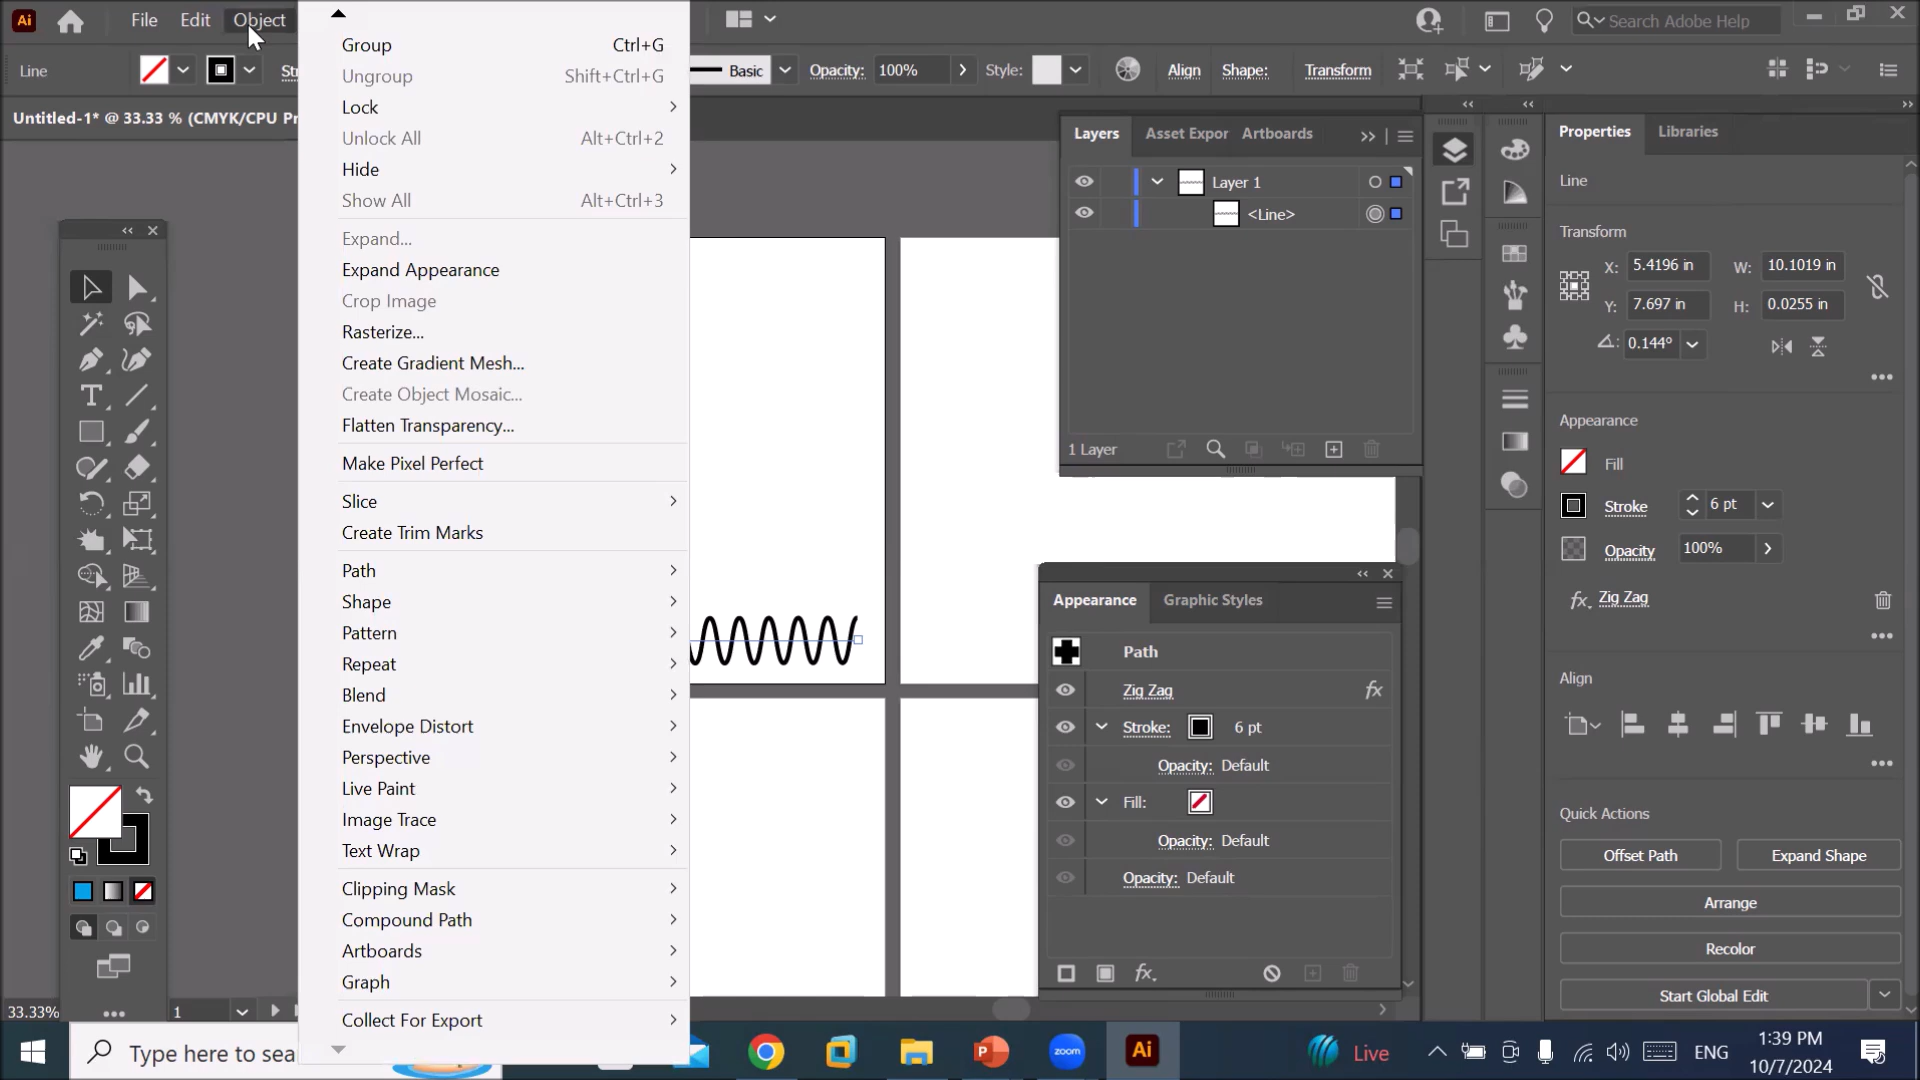 Ai File Edit Object
Search Adobe Help
Line
Basic Opacity: 100% Style: Align Shape: Transform
Untitled-1* @ 33.33 % (CMYK/CPU Pr
Group Ctrl+G
Ungroup Shift+Ctrl+G
Lock
Unlock All Alt+Ctrl+2
Hide
Show All Alt+Ctrl+3
Expand...
Expand Appearance
Crop Image
Rasterize...
Create Gradient Mesh...
Create Object Mosaic...
Flatten Transparency...
Make Pixel Perfect
Slice
Create Trim Marks
Path
Shape
Pattern
Repeat
Blend
Envelope Distort
Perspective
Live Paint
Image Trace
Text Wrap
Clipping Mask
Compound Path
Artboards
Graph
Collect For Export
Layers Asset Expor Artboards
Layer 1
<Line>
1 Layer
Appearance Graphic Styles
Path
Zig Zag fx
Stroke: 6 pt
Opacity: Default
Fill:
Opacity: Default
Opacity: Default
fx.
Properties Libraries
Line
Transform
X: 5.4196 in W: 10.1019 in
Y: 7.697 in H: 0.0255 in
0.144°
Appearance
Fill
Stroke 6 pt
Opacity 100%
fx. Zig Zag
Align
Quick Actions
Offset Path Expand Shape
Arrange
Recolor
Start Global Edit
33.33% 1
Type here to sea
zoom
Ai
Live
ENG
1:39 PM
10/7/2024